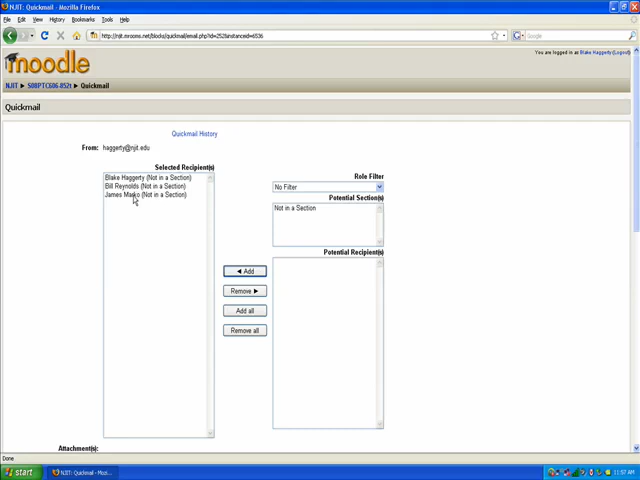 NJIT: Quickmail - Mozilla Firefox
File Edit View History Bookmarks Tools Help
http://njit.mrooms.net/blocks/quickmail/email.php?id=252&instanceid=6536
Google
moodle
You are logged in as Blake Haggerty (Logout)
NJIT ► S08PTC606-852t ► Quickmail
Quickmail
Quickmail History
From: haggerty@njit.edu
Selected Recipient(s)
Blake Haggerty (Not in a Section)
Bill Reynolds (Not in a Section)
James Masko (Not in a Section)
Role Filter
No Filter
Potential Section(s)
Not in a Section
Potential Recipient(s)
◄ Add
Remove ►
Add all
Remove all
Attachment(s):
Done
start
NJIT: Quickmail - Moz...
11:57 AM